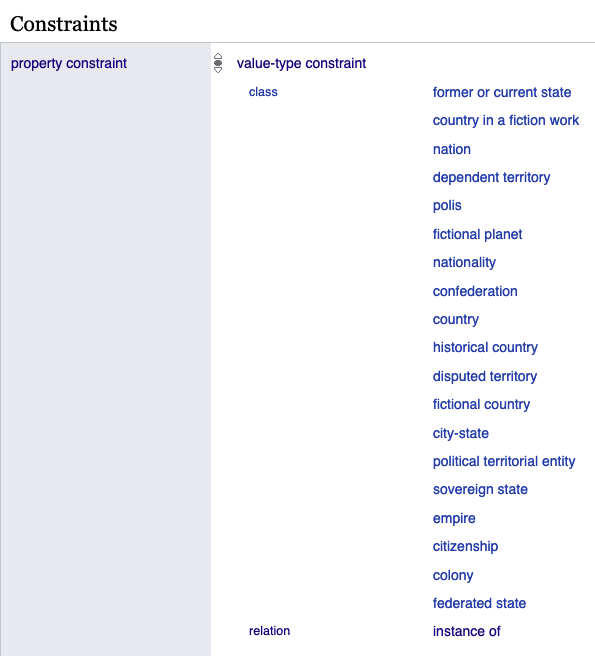 Constraints
property constraint value-type constraint
class former or current state
country in a fiction work
nation
dependent territory
polis
fictional planet
nationality
confederation
country
historical country
disputed territory
fictional country
city-state
political territorial entity
sovereign state
empire
citizenship
colony
federated state
relation instance of